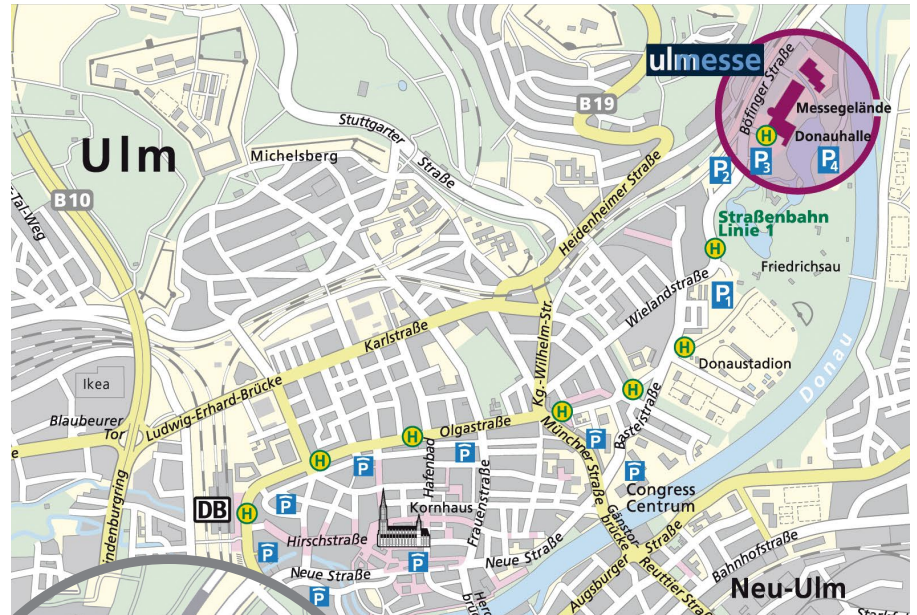 ulmesse
Böfinger Straße
Messegelände
H
Donauhalle
P2
P3
P4
B19
Stuttgarter
Straße
Ulm
Michelsberg
Heidenheimer Straße
B10
Straßenbahn
Linie 1
H
Friedrichsau
Wielandstraße
P1
Kg.-Wilhelm-Str.
Karlstraße
H
Donaustadion
Donau
Ikea
Ludwig-Erhard-Brücke
H
Basteistraße
Blaubeurer
Tor
H
Olgastraße
H
Münchner Straße
P
H
P
P
Hafenbad
P
Congress
Centrum
Frauenstraße
DB
H
P
Kornhaus
Gänstor
brücke
Hirschstraße
Neue Straße
P
P
Neue Straße
Augsburger Straße
Bahnhofstraße
Reuttier Straße
Neu-Ulm
P